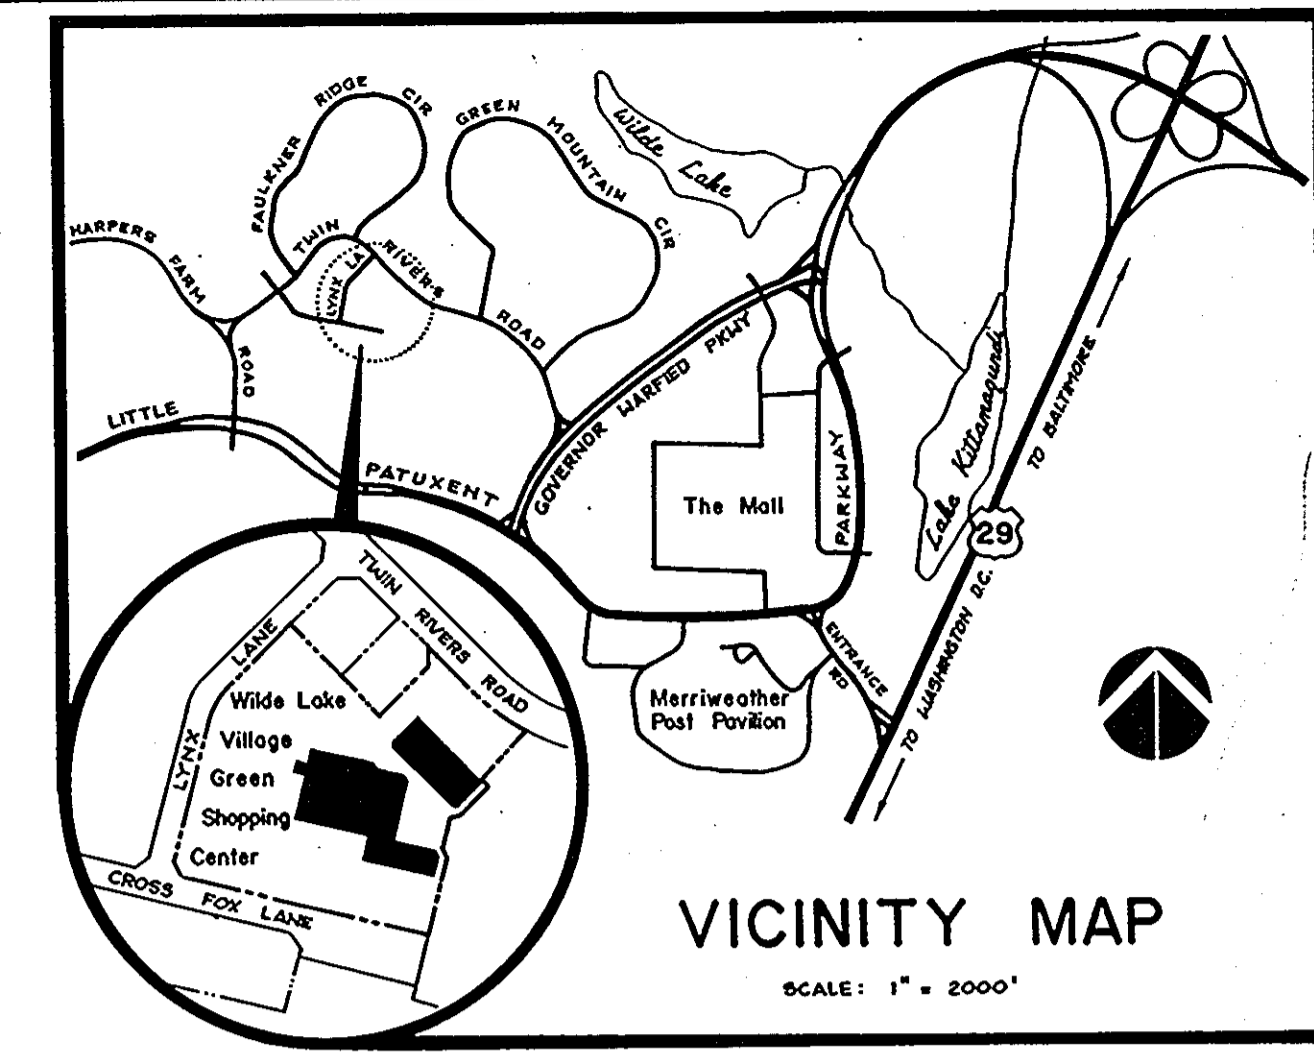 FAULKNER RIDGE CIR
GREEN MOUNTAIN CIR
Wilde Lake
HARPERS FARM ROAD
TWIN RIVERS ROAD
LYNX LA
GOVERNOR WARFIED PKWY
LITTLE PATUXENT PARKWAY
The Mall
Lake Kittamaqundi
TO BALTIMORE
29
TO WASHINGTON D.C.
ENTRANCE RD
Merriweather
Post Pavilion
TWIN RIVERS ROAD
LYNX LANE
Wilde Lake
Village
Green
Shopping
Center
CROSS FOX LANE
VICINITY MAP
SCALE: 1" = 2000'